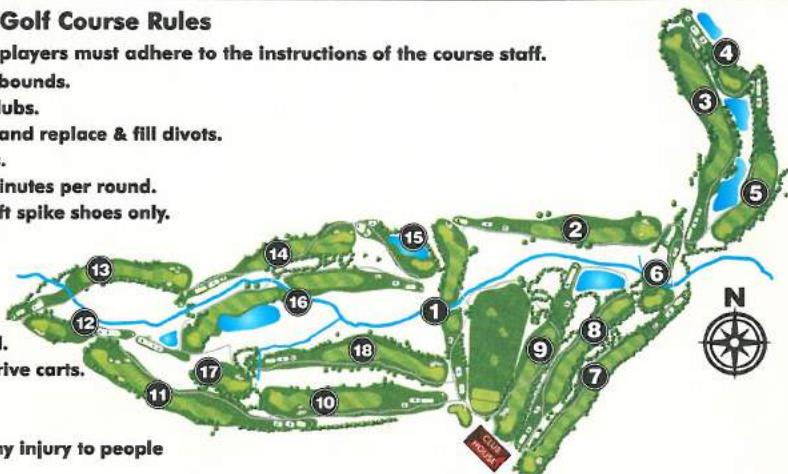 Golf Course Rules
players must adhere to the instructions of the course staff.
bounds.
lubs.
and replace & fill divots.
inutes per round.
ft spike shoes only.
rive carts.
ny injury to people
1
2
3
4
5
6
7
8
9
10
11
12
13
14
15
16
17
18
N
CLUB
HOUSE